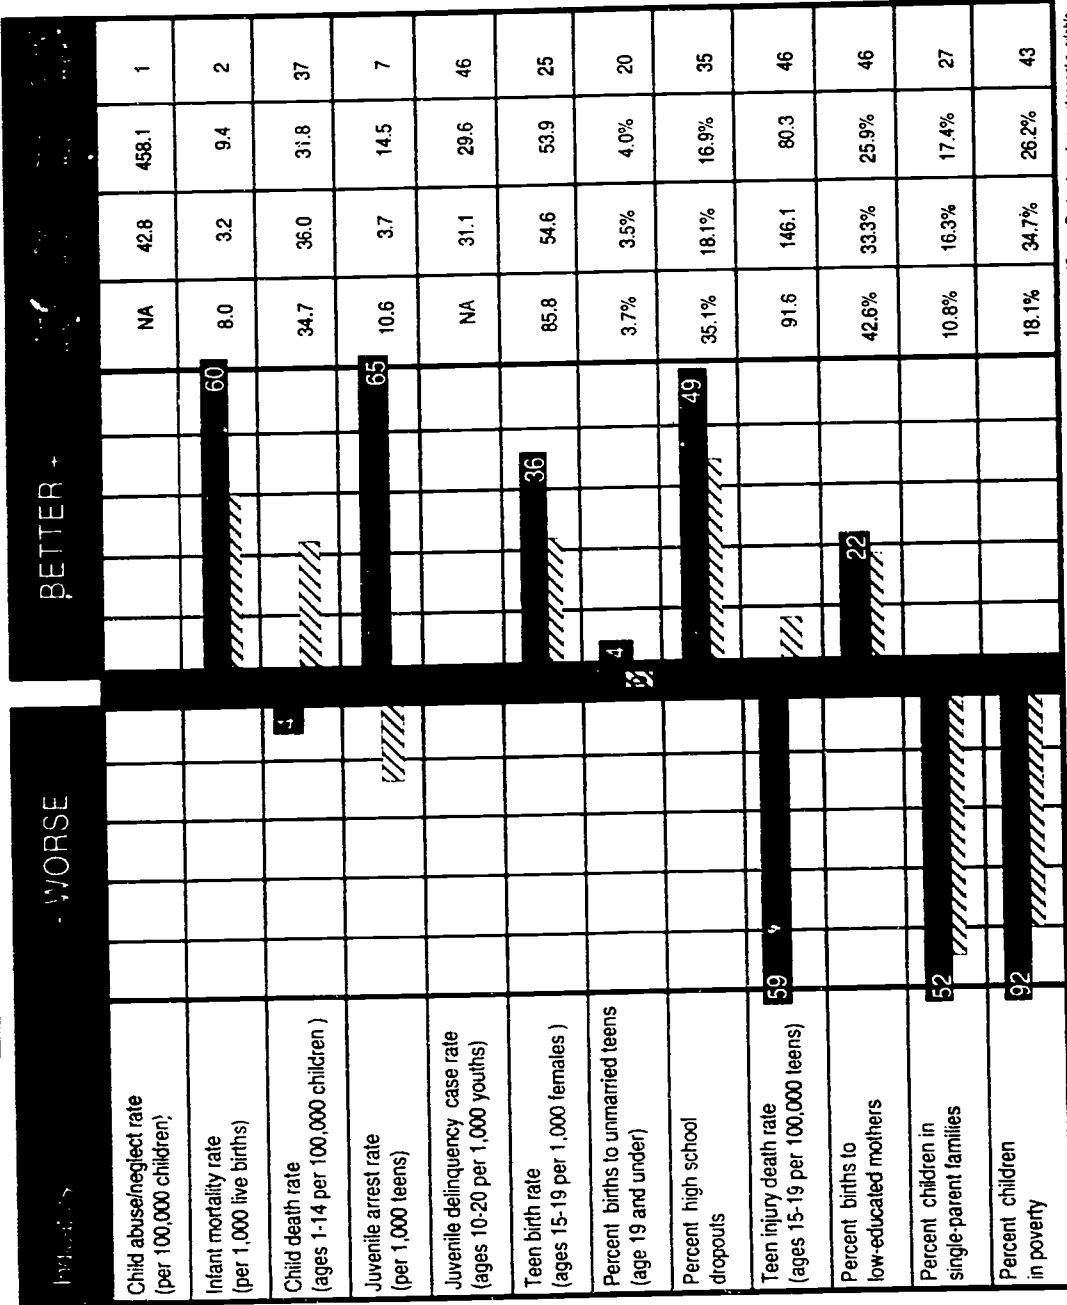 - WORSE BETTER +
Child abuse/neglect rate
(per 100,000 children)
NA 42.8 458.1 1
Infant mortality rate
(per 1,000 live births)
60 8.0 3.2 9.4 2
Child death rate
(ages 1-14 per 100,000 children )
34.7 36.0 31.8 37
Juvenile arrest rate
(per 1,000 teens)
65 10.6 3.7 14.5 7
Juvenile delinquency case rate
(ages 10-20 per 1,000 youths)
NA 31.1 29.6 46
Teen birth rate
(ages 15-19 per 1,000 females )
36 85.8 54.6 53.9 25
Percent births to unmarried teens
(age 19 and under)
4 3.7% 3.5% 4.0% 20
Percent high school
dropouts
49 35.1% 18.1% 16.9% 35
Teen injury death rate
(ages 15-19 per 100,000 teens)
59 91.6 146.1 80.3 46
Percent births to
low-educated mothers
22 42.6% 33.3% 25.9% 46
Percent children in
single-parent families
52 10.8% 16.3% 17.4% 27
Percent children
in poverty
92 18.1% 34.7% 26.2% 43